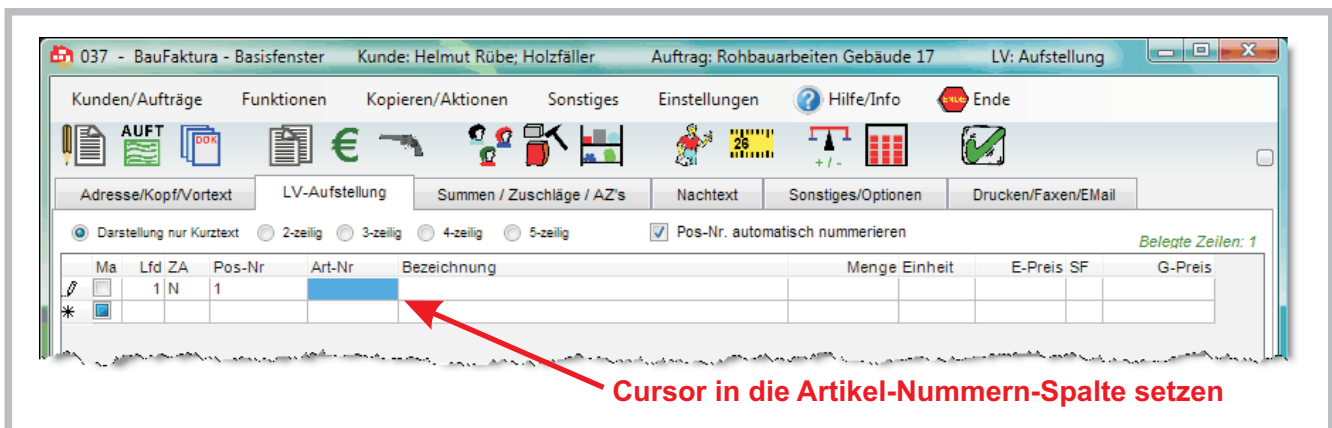 037 - BauFaktura - Basisfenster Kunde: Helmut Rübe; Holzfäller Auftrag: Rohbauarbeiten Gebäude 17 LV: Aufstellung
Kunden/Aufträge Funktionen Kopieren/Aktionen Sonstiges Einstellungen Hilfe/Info ENDE Ende
AUFT DOK 26 + / -
Adresse/Kopf/Vortext LV-Aufstellung Summen / Zuschläge / AZ's Nachtext Sonstiges/Optionen Drucken/Faxen/EMail
Darstellung nur Kurztext 2-zeilig 3-zeilig 4-zeilig 5-zeilig Pos-Nr. automatisch nummerieren Belegte Zeilen: 1
Ma Lfd ZA Pos-Nr Art-Nr Bezeichnung Menge Einheit E-Preis SF G-Preis
1 N 1
Cursor in die Artikel-Nummern-Spalte setzen